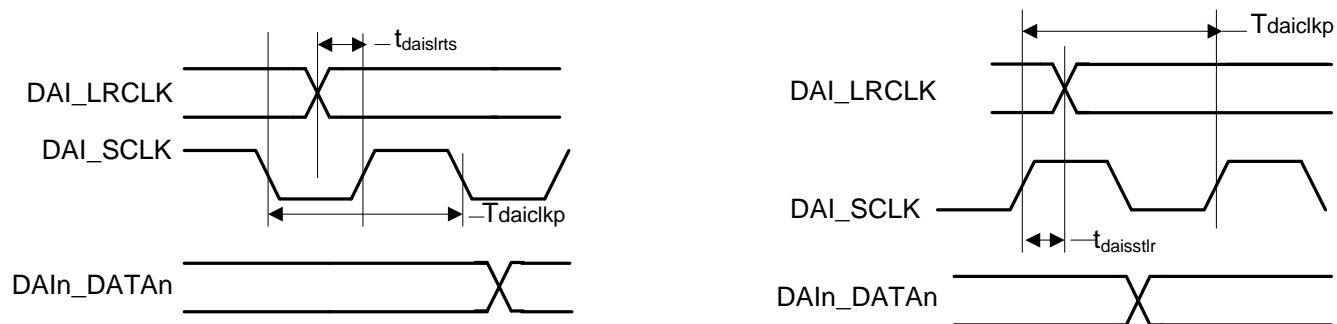 tdaislrts
DAI_LRCLK
DAI_SCLK
Tdaiclkp
DAIn_DATAn
Tdaiclkp
DAI_LRCLK
DAI_SCLK
tdaisstlr
DAIn_DATAn